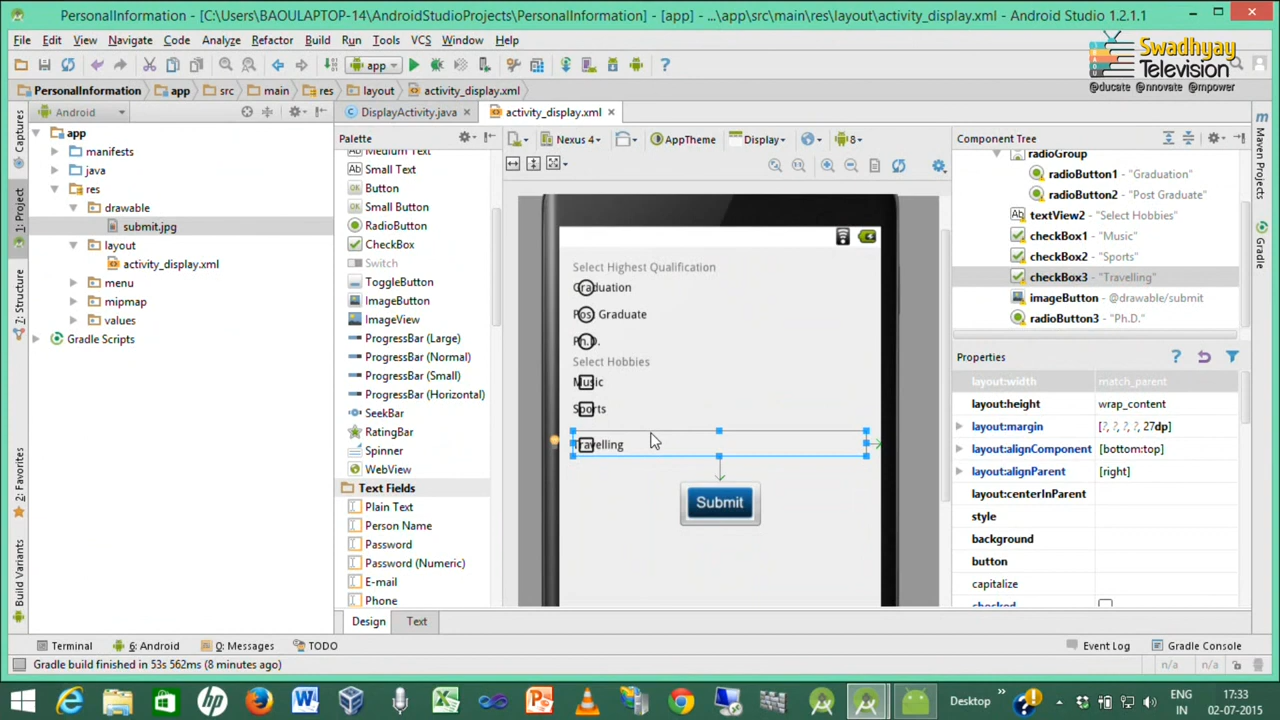 PersonalInformation - [C:\Users\BAOULAPTOP-14\AndroidStudioProjects\PersonalInformation] - [app] - ...\app\src\main\res\layout\activity_display.xml - Android Studio 1.2.1.1
File Edit View Navigate Code Analyze Refactor Build Run Tools VCS Window Help
Swadhyay
Television
@ducate @nnovate @mpower
app
PersonalInformation app src main res layout activity_display.xml
Android
DisplayActivity.java activity_display.xml
Captures
1: Project
7: Structure
2: Favorites
Build Variants
app
manifests
java
res
drawable
submit.jpg
layout
activity_display.xml
menu
mipmap
values
Gradle Scripts
Palette
Medium Text
Small Text
Button
Small Button
RadioButton
CheckBox
Switch
ToggleButton
ImageButton
ImageView
ProgressBar (Large)
ProgressBar (Normal)
ProgressBar (Small)
ProgressBar (Horizontal)
SeekBar
RatingBar
Spinner
WebView
Text Fields
Plain Text
Person Name
Password
Password (Numeric)
E-mail
Phone
Nexus 4 AppTheme Display 8
Select Highest Qualification
Graduation
Post Graduate
Ph.D.
Select Hobbies
Music
Sports
Travelling
Submit
Design Text
Component Tree
radioGroup
radioButton1 - "Graduation"
radioButton2 - "Post Graduate"
textView2 - "Select Hobbies"
checkBox1 - "Music"
checkBox2 - "Sports"
checkBox3 - "Travelling"
imageButton - @drawable/submit
radioButton3 - "Ph.D."
Properties
layout:width match_parent
layout:height wrap_content
layout:margin [?, ?, ?, ?, 27dp]
layout:alignComponent [bottom:top]
layout:alignParent [right]
layout:centerInParent
style
background
button
capitalize
checked
Maven Projects
Gradle
Terminal 6: Android 0: Messages TODO Event Log Gradle Console
Gradle build finished in 53s 562ms (8 minutes ago) n/a n/a
Desktop
ENG
IN
17:33
02-07-2015